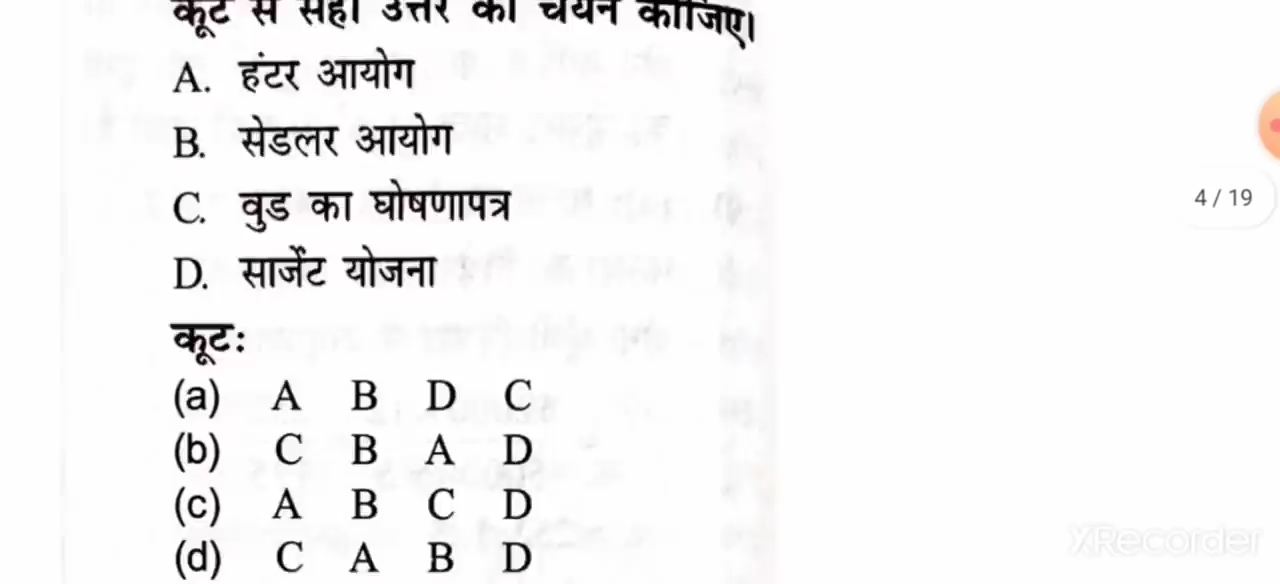 कूट से सही उत्तर का चयन कीजिए।
A. हंटर आयोग
B. सेडलर आयोग
C. वुड का घोषणापत्र
D. सार्जेंट योजना
कूटः
(a) A B D C
(b) C B A D
(c) A B C D
(d) C A B D
4 / 19
XRecorder